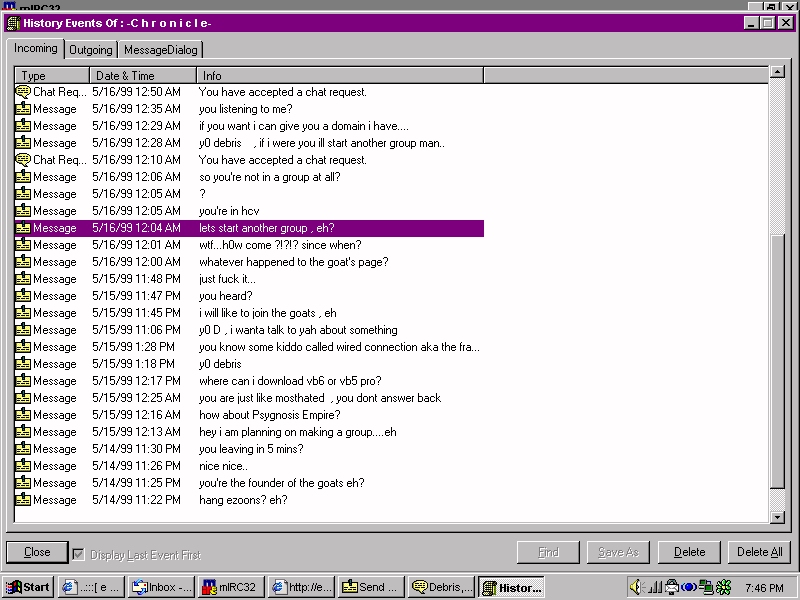 mIRC32
History Events Of : -C h r o n i c l e-
Incoming Outgoing MessageDialog
Type Date & Time Info
Chat Req... 5/16/99 12:50 AM You have accepted a chat request.
Message 5/16/99 12:35 AM you listening to me?
Message 5/16/99 12:29 AM if you want i can give you a domain i have....
Message 5/16/99 12:28 AM y0 debris , if i were you ill start another group man..
Chat Req... 5/16/99 12:10 AM You have accepted a chat request.
Message 5/16/99 12:06 AM so you're not in a group at all?
Message 5/16/99 12:05 AM ?
Message 5/16/99 12:05 AM you're in hcv
Message 5/16/99 12:04 AM lets start another group , eh?
Message 5/16/99 12:01 AM wtf...h0w come ?!?!? since when?
Message 5/16/99 12:00 AM whatever happened to the goat's page?
Message 5/15/99 11:48 PM just fuck it...
Message 5/15/99 11:47 PM you heard?
Message 5/15/99 11:45 PM i will like to join the goats , eh
Message 5/15/99 11:06 PM y0 D , i wanta talk to yah about something
Message 5/15/99 1:28 PM you know some kiddo called wired connection aka the fra...
Message 5/15/99 1:18 PM y0 debris
Message 5/15/99 12:17 PM where can i download vb6 or vb5 pro?
Message 5/15/99 12:25 AM you are just like mosthated , you dont answer back
Message 5/15/99 12:16 AM how about Psygnosis Empire?
Message 5/15/99 12:13 AM hey i am planning on making a group....eh
Message 5/14/99 11:30 PM you leaving in 5 mins?
Message 5/14/99 11:26 PM nice nice..
Message 5/14/99 11:25 PM you're the founder of the goats eh?
Message 5/14/99 11:22 PM hang ezoons? eh?
Close Display Last Event First Find Save As Delete Delete All
Start .:::[ e ... Inbox -... mIRC32 http://e... Send ... Debris,... Histor... 7:46 PM